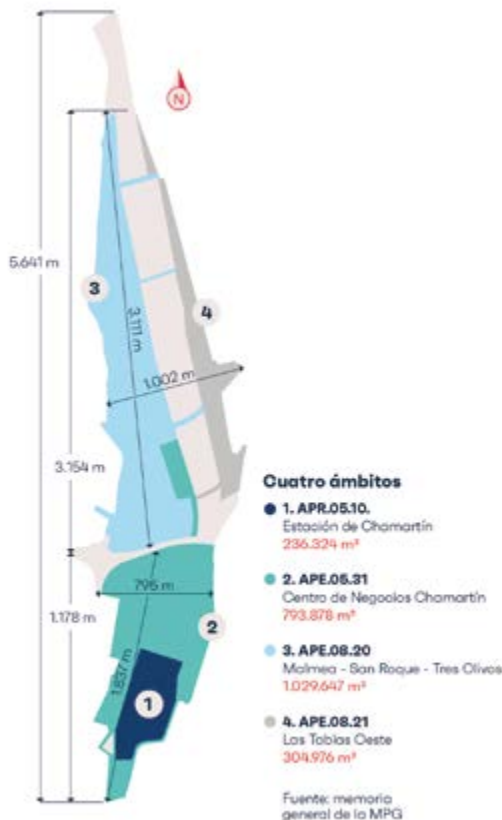 N
5.641 m
3
4
3.111 m
1.002 m
3.154 m
795 m
1.178 m
2
1.837 m
1
Cuatro ámbitos
1. APR.05.10.
Estación de Chamartín
236.324 m²
2. APE.05.31
Centro de Negocios Chamartín
793.878 m²
3. APE.08.20
Malmea - San Roque - Tres Olivos
1.029.647 m²
4. APE.08.21
Las Tablas Oeste
304.976 m²
Fuente: memoria
general de la MPG